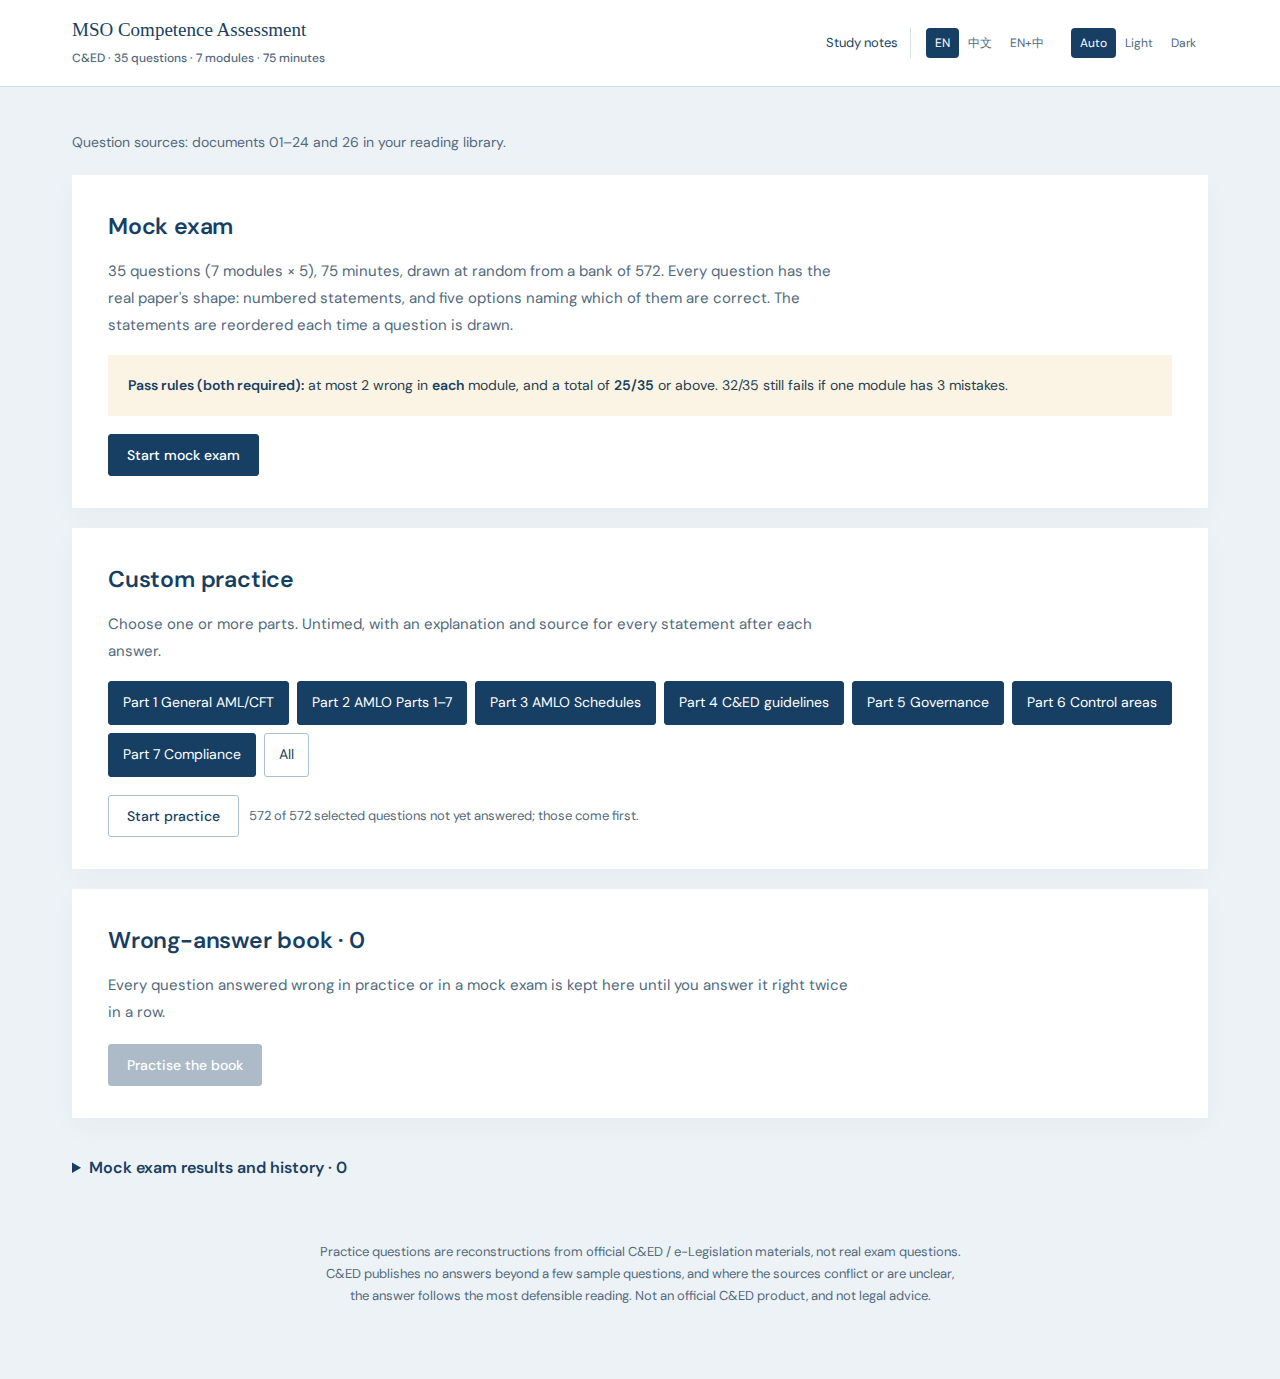 MSO Competence Assessment
C&ED · 35 questions · 7 modules · 75 minutes
Study notes
EN 中文 EN+中
Auto Light Dark
Question sources: documents 01–24 and 26 in your reading library.
Mock exam
35 questions (7 modules × 5), 75 minutes, drawn at random from a bank of 572. Every question has the
real paper's shape: numbered statements, and five options naming which of them are correct. The
statements are reordered each time a question is drawn.
Pass rules (both required): at most 2 wrong in each module, and a total of 25/35 or above. 32/35 still fails if one module has 3 mistakes.
Start mock exam
Custom practice
Choose one or more parts. Untimed, with an explanation and source for every statement after each
answer.
Part 1 General AML/CFT Part 2 AMLO Parts 1–7 Part 3 AMLO Schedules Part 4 C&ED guidelines Part 5 Governance Part 6 Control areas
Part 7 Compliance All
Start practice 572 of 572 selected questions not yet answered; those come first.
Wrong-answer book · 0
Every question answered wrong in practice or in a mock exam is kept here until you answer it right twice
in a row.
Practise the book
Mock exam results and history · 0
Practice questions are reconstructions from official C&ED / e-Legislation materials, not real exam questions.
C&ED publishes no answers beyond a few sample questions, and where the sources conflict or are unclear,
the answer follows the most defensible reading. Not an official C&ED product, and not legal advice.